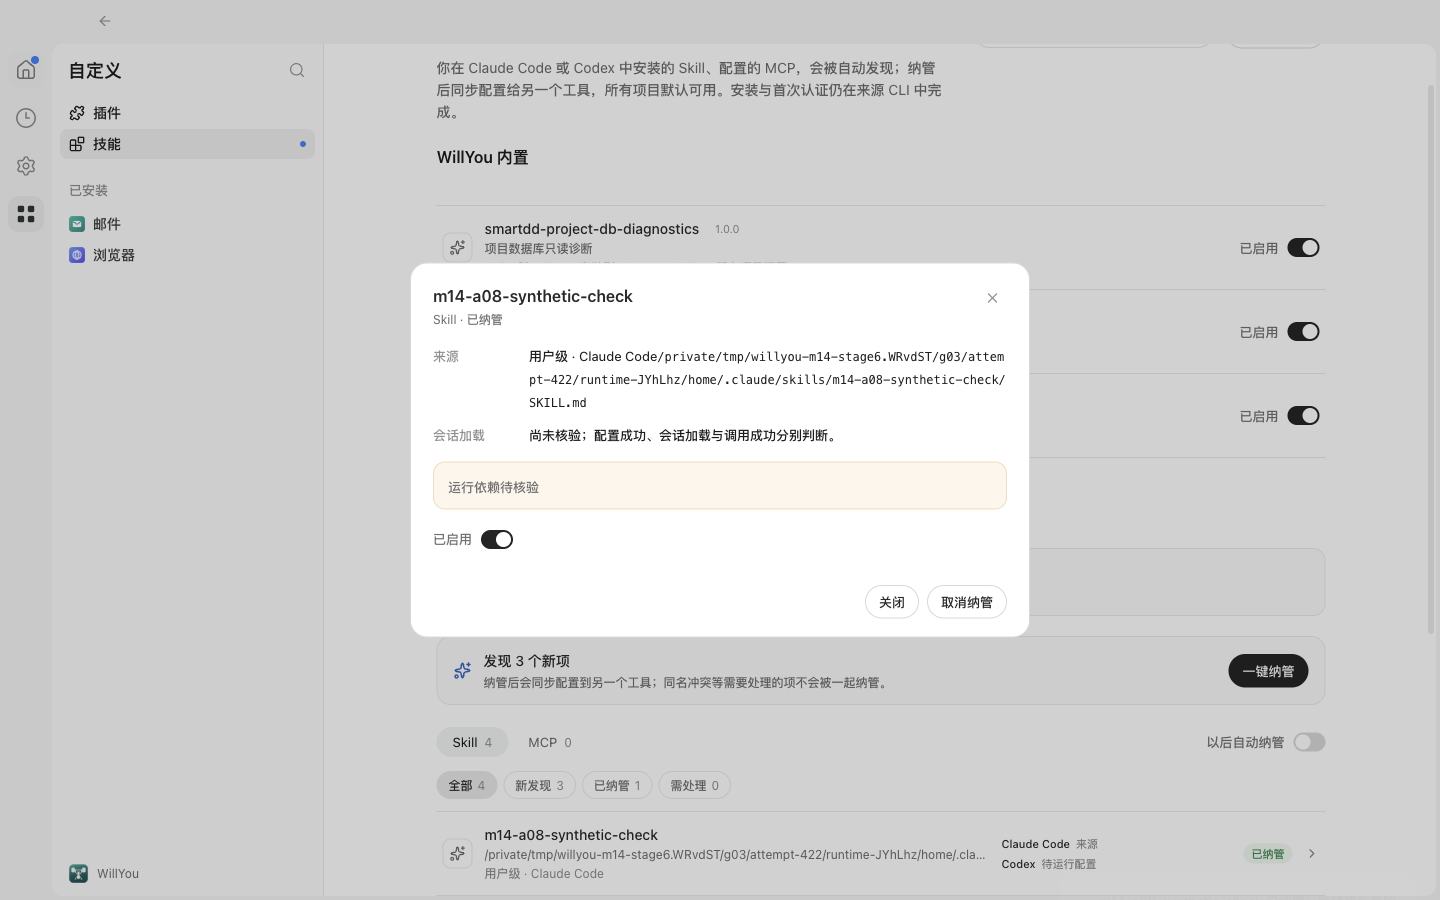 自定义
插件
技能
已安装
邮件
浏览器
WillYou
你在 Claude Code 或 Codex 中安装的 Skill、配置的 MCP，会被自动发现；纳管
后同步配置给另一个工具，所有项目默认可用。安装与首次认证仍在来源 CLI 中完
成。
WillYou 内置
smartdd-project-db-diagnostics 1.0.0
项目数据库只读诊断
已启用
已启用
已启用
m14-a08-synthetic-check
Skill · 已纳管
来源 用户级 · Claude Code/private/tmp/willyou-m14-stage6.WRvdST/g03/attem
pt-422/runtime-JYhLhz/home/.claude/skills/m14-a08-synthetic-check/
SKILL.md
会话加载 尚未核验；配置成功、会话加载与调用成功分别判断。
运行依赖待核验
已启用
关闭 取消纳管
发现 3 个新项
纳管后会同步配置到另一个工具；同名冲突等需要处理的项不会被一起纳管。
一键纳管
Skill 4 MCP 0 以后自动纳管
全部 4 新发现 3 已纳管 1 需处理 0
m14-a08-synthetic-check
/private/tmp/willyou-m14-stage6.WRvdST/g03/attempt-422/runtime-JYhLhz/home/.cla...
用户级 · Claude Code
Claude Code 来源
Codex 待运行配置
已纳管